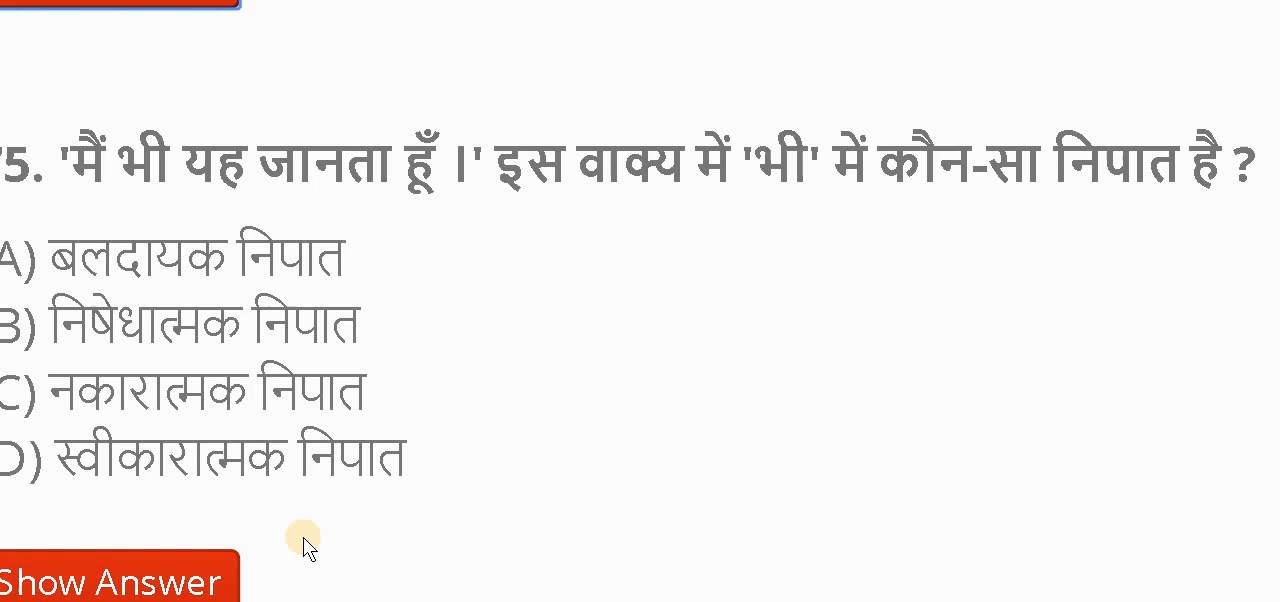 5. 'मैं भी यह जानता हूँ ।' इस वाक्य में 'भी' में कौन-सा निपात है ?
A) बलदायक निपात
B) निषेधात्मक निपात
C) नकारात्मक निपात
D) स्वीकारात्मक निपात
Show Answer